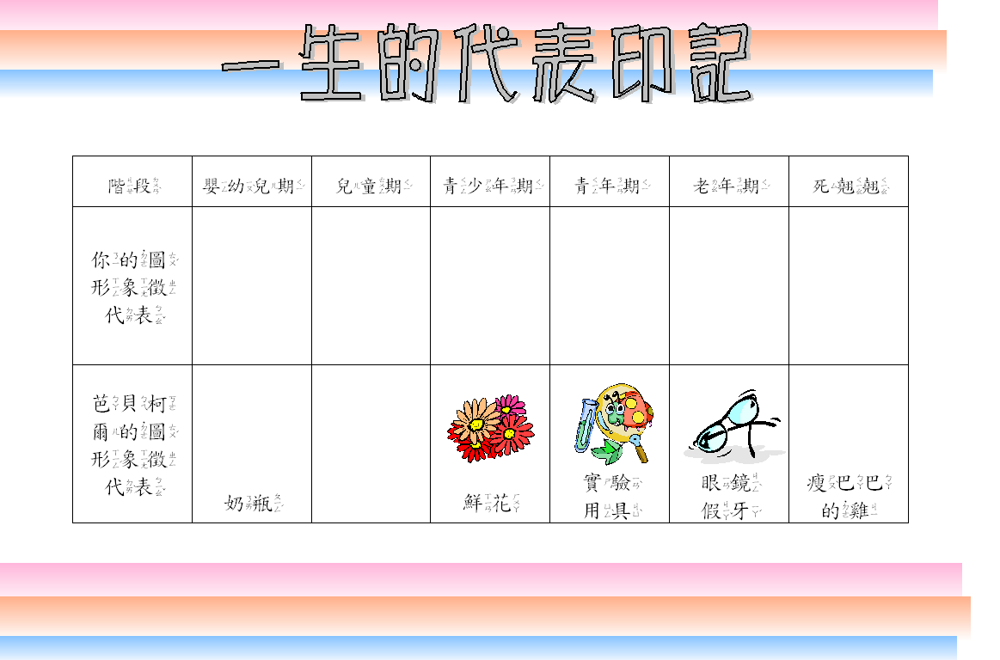 一生的代表印記
階段 嬰幼兒期 兒童期 青少年期 青年期 老年期 死翹翹
你的圖
形象徵
代表
芭貝柯
爾的圖
形象徵
代表
奶瓶
鮮花
實驗
用具
眼鏡
假牙
瘦巴巴
的雞